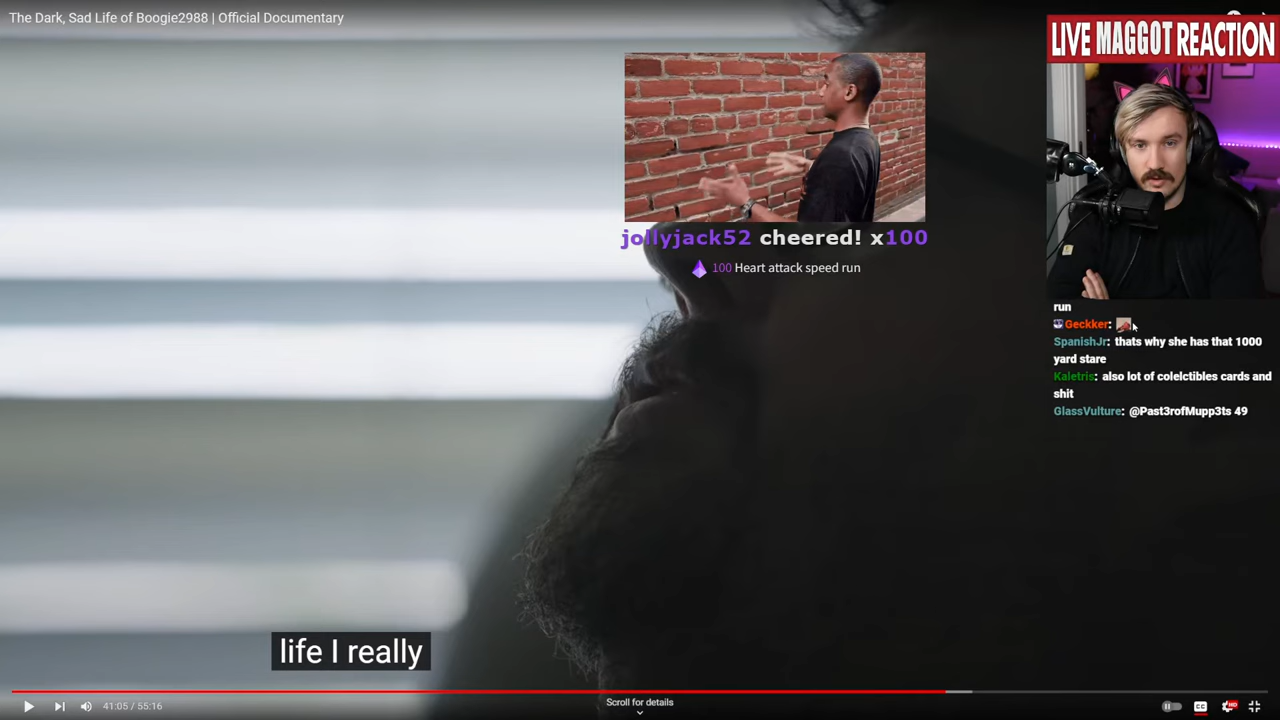 The Dark, Sad Life of Boogie2988 | Official Documentary
LIVE MAGGOT REACTION
jollyjack52 cheered! x100
100 Heart attack speed run
run
Geckker:
SpanishJr: thats why she has that 1000
yard stare
Kaletris: also lot of colelctibles cards and
shit
GlassVulture: @Past3rofMupp3ts 49
life I really
41:05 / 55:16
Scroll for details
CC
HD